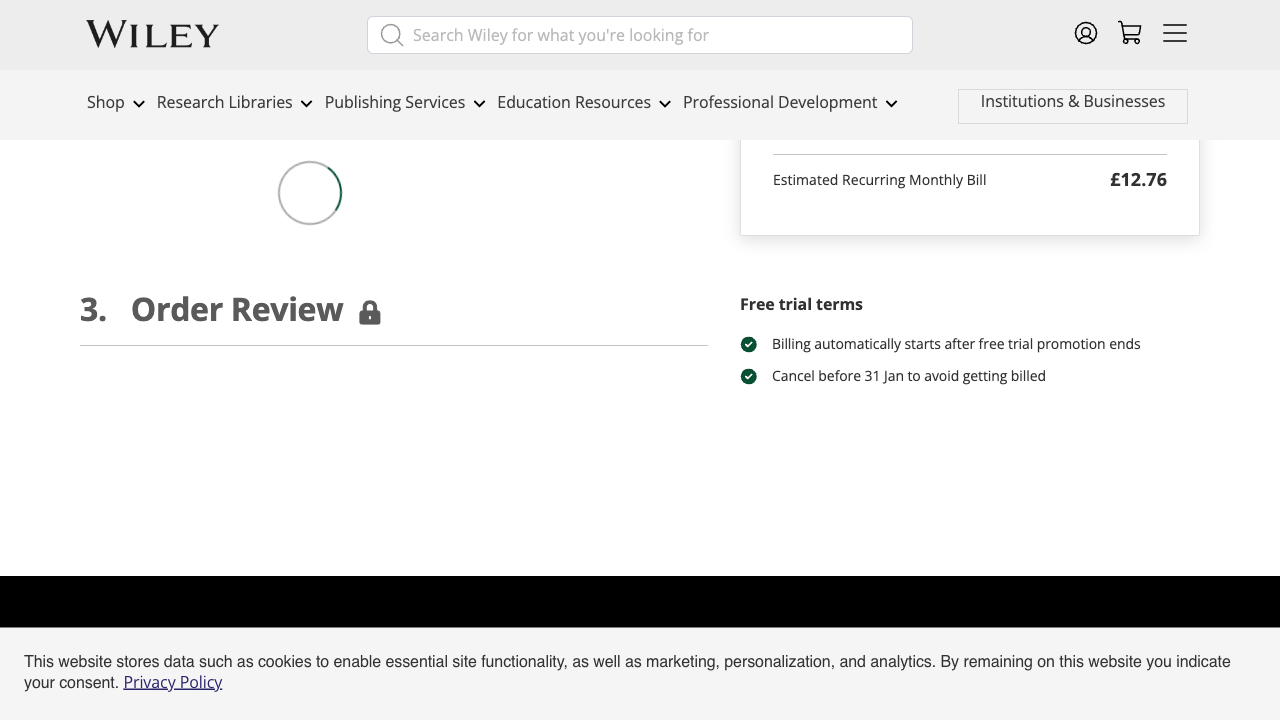 WILEY
Search Wiley for what you're looking for
Shop
Research Libraries
Publishing Services
Education Resources
Professional Development
Institutions & Businesses
Estimated Recurring Monthly Bill £12.76
3. Order Review
Free trial terms
Billing automatically starts after free trial promotion ends
Cancel before 31 Jan to avoid getting billed
This website stores data such as cookies to enable essential site functionality, as well as marketing, personalization, and analytics. By remaining on this website you indicate
your consent. Privacy Policy